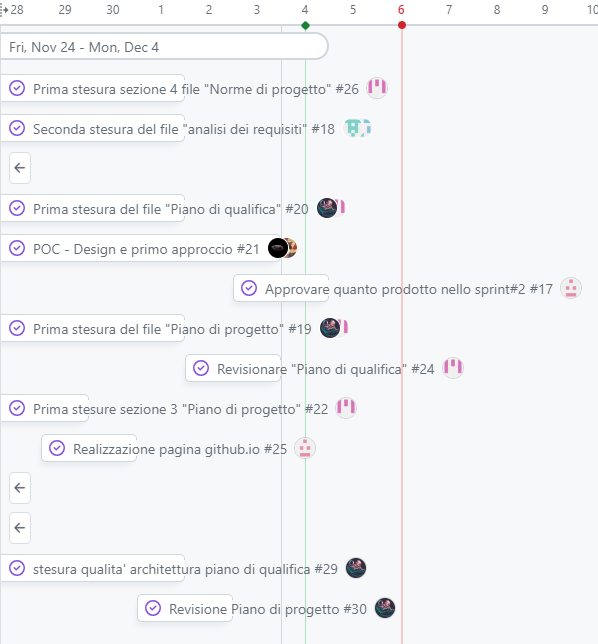 28 29 30 1 2 3 4 5 6 7 8 9 10
Fri, Nov 24 - Mon, Dec 4
Prima stesura sezione 4 file "Norme di progetto" #26
Seconda stesura del file "analisi dei requisiti" #18
Prima stesura del file "Piano di qualifica" #20
POC - Design e primo approccio #21
Approvare quanto prodotto nello sprint#2 #17
Prima stesura del file "Piano di progetto" #19
Revisionare "Piano di qualifica" #24
Prima stesure sezione 3 "Piano di progetto" #22
Realizzazione pagina github.io #25
stesura qualita' architettura piano di qualifica #29
Revisione Piano di progetto #30